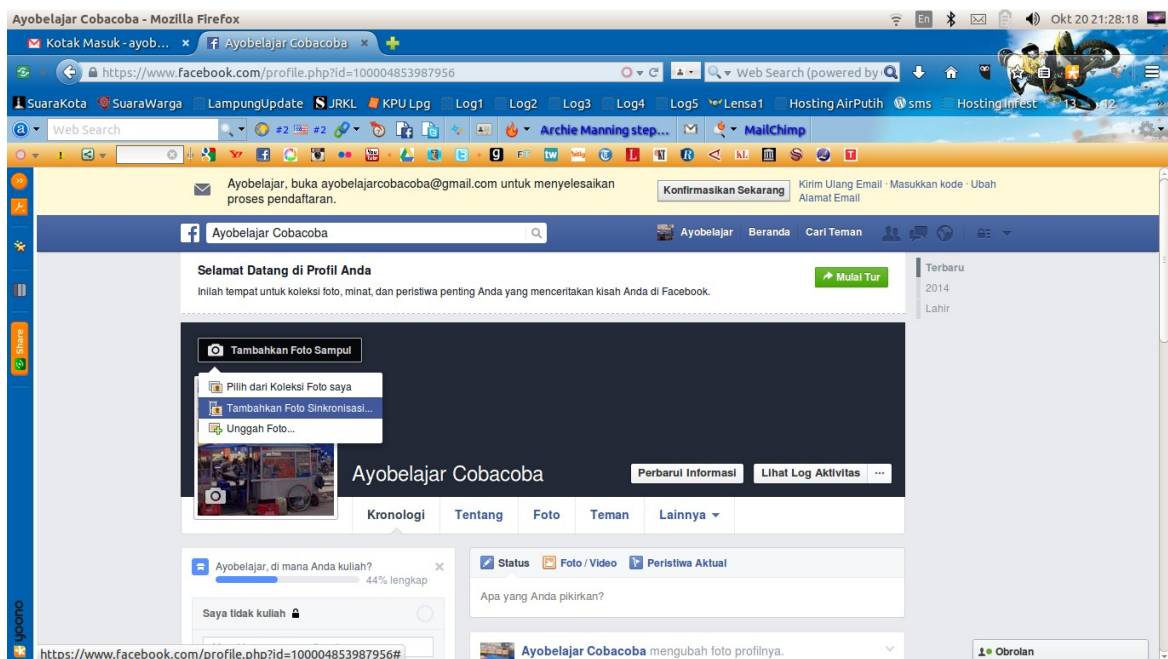 Ayobelajar Cobacoba - Mozilla Firefox
En
Okt 20 21:28:18
Kotak Masuk - ayob...
Ayobelajar Cobacoba
https://www.facebook.com/profile.php?id=100004853987956
Web Search (powered by
SuaraKota SuaraWarga LampungUpdate JRKL KPU Lpg Log1 Log2 Log3 Log4 Log5 Lensa1 Hosting AirPutih sms Hosting Infest 13 12
Web Search
#2 #2 Archie Manning step... MailChimp
Ayobelajar, buka ayobelajarcobacoba@gmail.com untuk menyelesaikan
proses pendaftaran.
Konfirmasikan Sekarang
Kirim Ulang Email · Masukkan kode · Ubah
Alamat Email
Ayobelajar Cobacoba
Ayobelajar Beranda Cari Teman
Selamat Datang di Profil Anda
Inilah tempat untuk koleksi foto, minat, dan peristiwa penting Anda yang menceritakan kisah Anda di Facebook.
Mulai Tur
Terbaru
2014
Lahir
Share
Tambahkan Foto Sampul
Pilih dari Koleksi Foto saya
Tambahkan Foto Sinkronisasi...
Unggah Foto...
Ayobelajar Cobacoba
Perbarui Informasi
Lihat Log Aktivitas
...
Kronologi Tentang Foto Teman Lainnya
Ayobelajar, di mana Anda kuliah?
44% lengkap
Saya tidak kuliah
Status Foto / Video Peristiwa Aktual
Apa yang Anda pikirkan?
Ayobelajar Cobacoba mengubah foto profilnya.
yoono
https://www.facebook.com/profile.php?id=100004853987956#
Obrolan